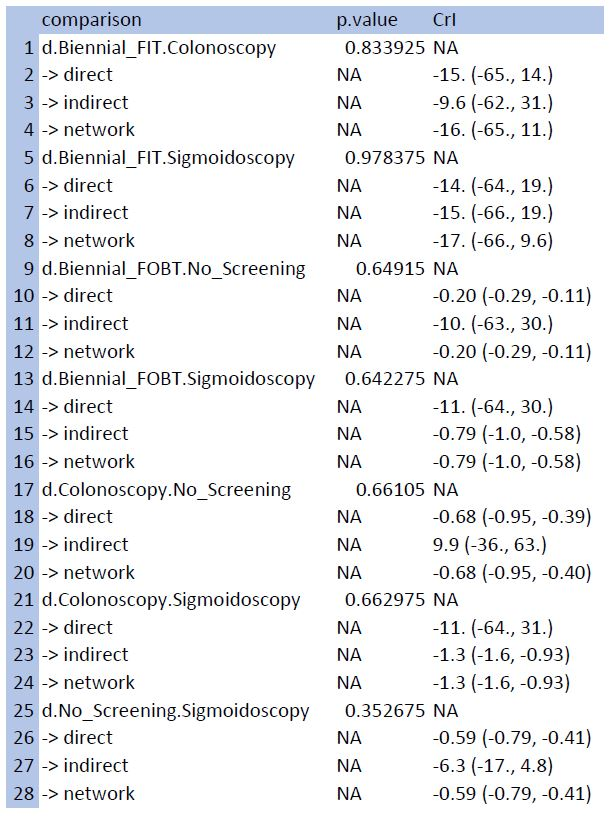 comparison p.value CrI
1 d.Biennial_FIT.Colonoscopy 0.833925 NA
2 -> direct NA -15. (-65., 14.)
3 -> indirect NA -9.6 (-62., 31.)
4 -> network NA -16. (-65., 11.)
5 d.Biennial_FIT.Sigmoidoscopy 0.978375 NA
6 -> direct NA -14. (-64., 19.)
7 -> indirect NA -15. (-66., 19.)
8 -> network NA -17. (-66., 9.6)
9 d.Biennial_FOBT.No_Screening 0.64915 NA
10 -> direct NA -0.20 (-0.29, -0.11)
11 -> indirect NA -10. (-63., 30.)
12 -> network NA -0.20 (-0.29, -0.11)
13 d.Biennial_FOBT.Sigmoidoscopy 0.642275 NA
14 -> direct NA -11. (-64., 30.)
15 -> indirect NA -0.79 (-1.0, -0.58)
16 -> network NA -0.79 (-1.0, -0.58)
17 d.Colonoscopy.No_Screening 0.66105 NA
18 -> direct NA -0.68 (-0.95, -0.39)
19 -> indirect NA 9.9 (-36., 63.)
20 -> network NA -0.68 (-0.95, -0.40)
21 d.Colonoscopy.Sigmoidoscopy 0.662975 NA
22 -> direct NA -11. (-64., 31.)
23 -> indirect NA -1.3 (-1.6, -0.93)
24 -> network NA -1.3 (-1.6, -0.93)
25 d.No_Screening.Sigmoidoscopy 0.352675 NA
26 -> direct NA -0.59 (-0.79, -0.41)
27 -> indirect NA -6.3 (-17., 4.8)
28 -> network NA -0.59 (-0.79, -0.41)